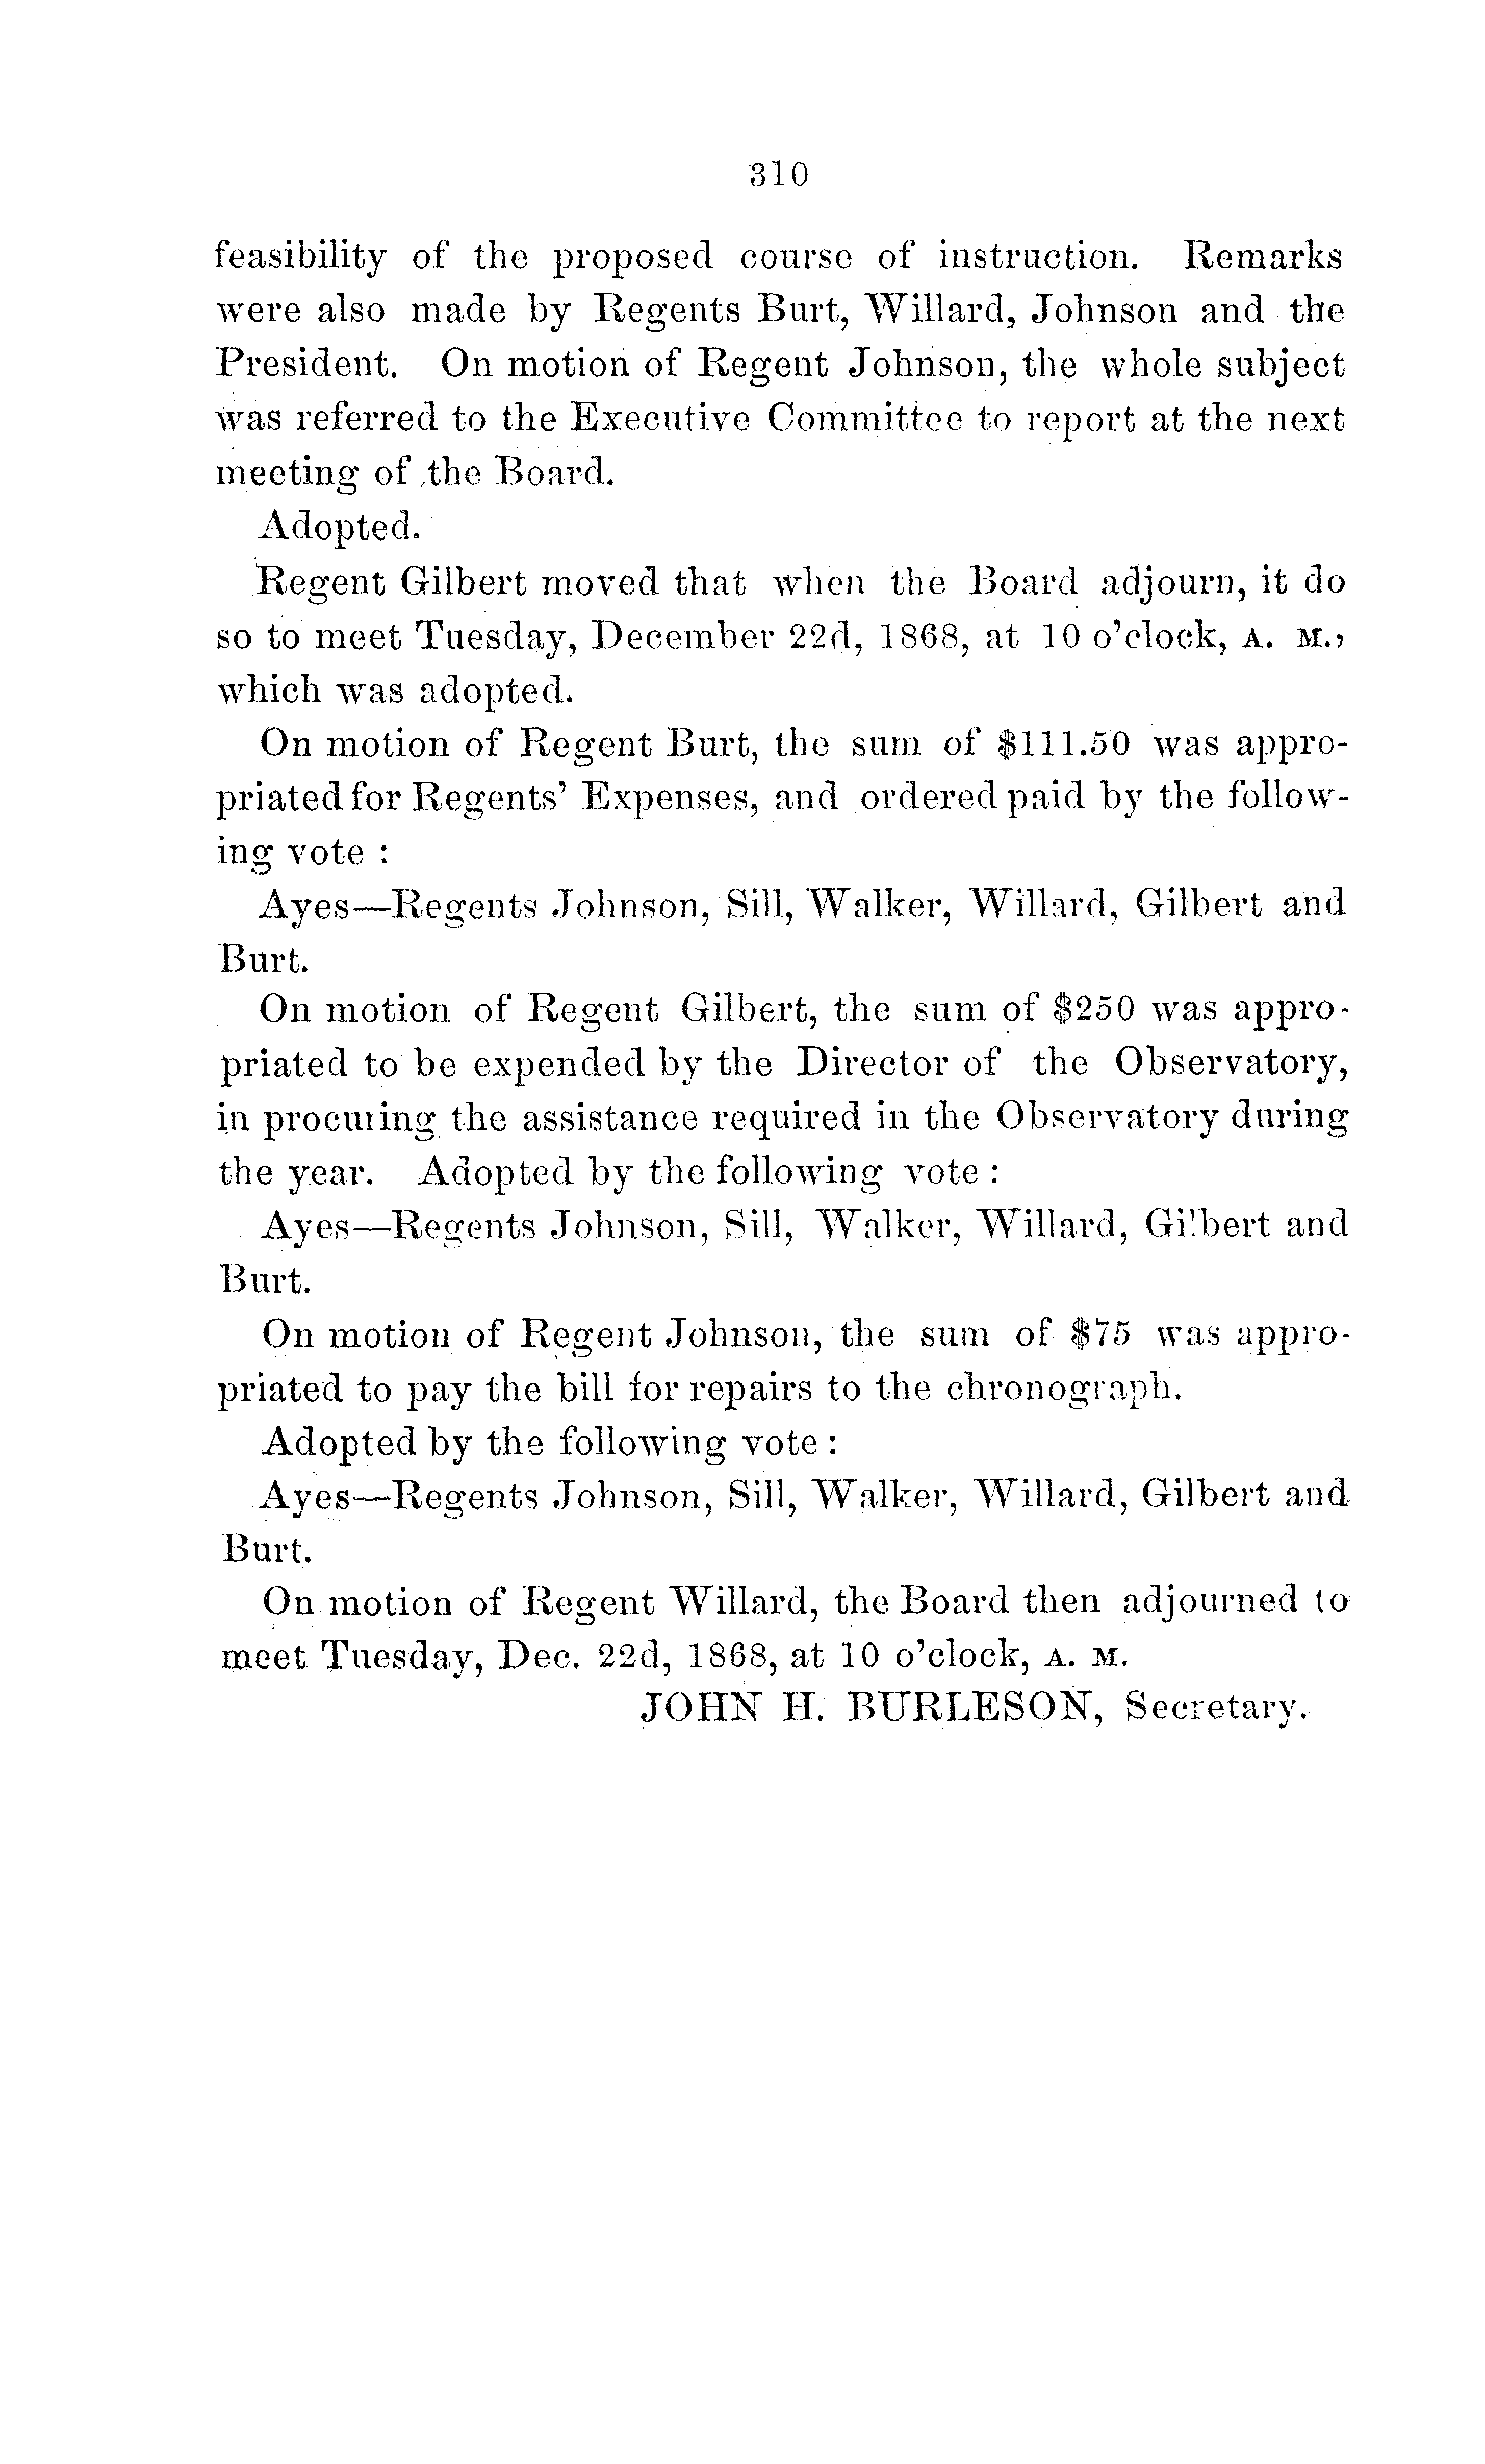 310
feasibility of the proposed course of instruction. Remarks
were also made by Regents Burt, Willard, Johnson and the
President. On motion of Regent Johnson, the whole subject
was referred to the Executive Committee to report at the next
meeting of the Board.
Adopted.
Regent Gilbert moved that when the Board adjourn, it do
so to meet Tuesday, December 22d, 1868, at 10 o'clock, A. M.,
which was adopted.
On motion of Regent Burt, the sum of $111.50 was appro-
priated for Regents' Expenses, and ordered paid by the follow-
ing vote :
Ayes—Regents Johnson, Sill, Walker, Willard, Gilbert and
Burt.
On motion of Regent Gilbert, the sum of $250 was appro-
priated to be expended by the Director of the Observatory,
in procuring the assistance required in the Observatory during
the year. Adopted by the following vote :
Ayes—Regents Johnson, Sill, Walker, Willard, Gilbert and
Burt.
On motion of Regent Johnson, the sum of $75 was appro-
priated to pay the bill for repairs to the chronograph.
Adopted by the following vote :
Ayes—Regents Johnson, Sill, Walker, Willard, Gilbert and
Burt.
On motion of Regent Willard, the Board then adjourned to
meet Tuesday, Dec. 22d, 1868, at 10 o'clock, A. M.
JOHN H. BURLESON, Secretary.